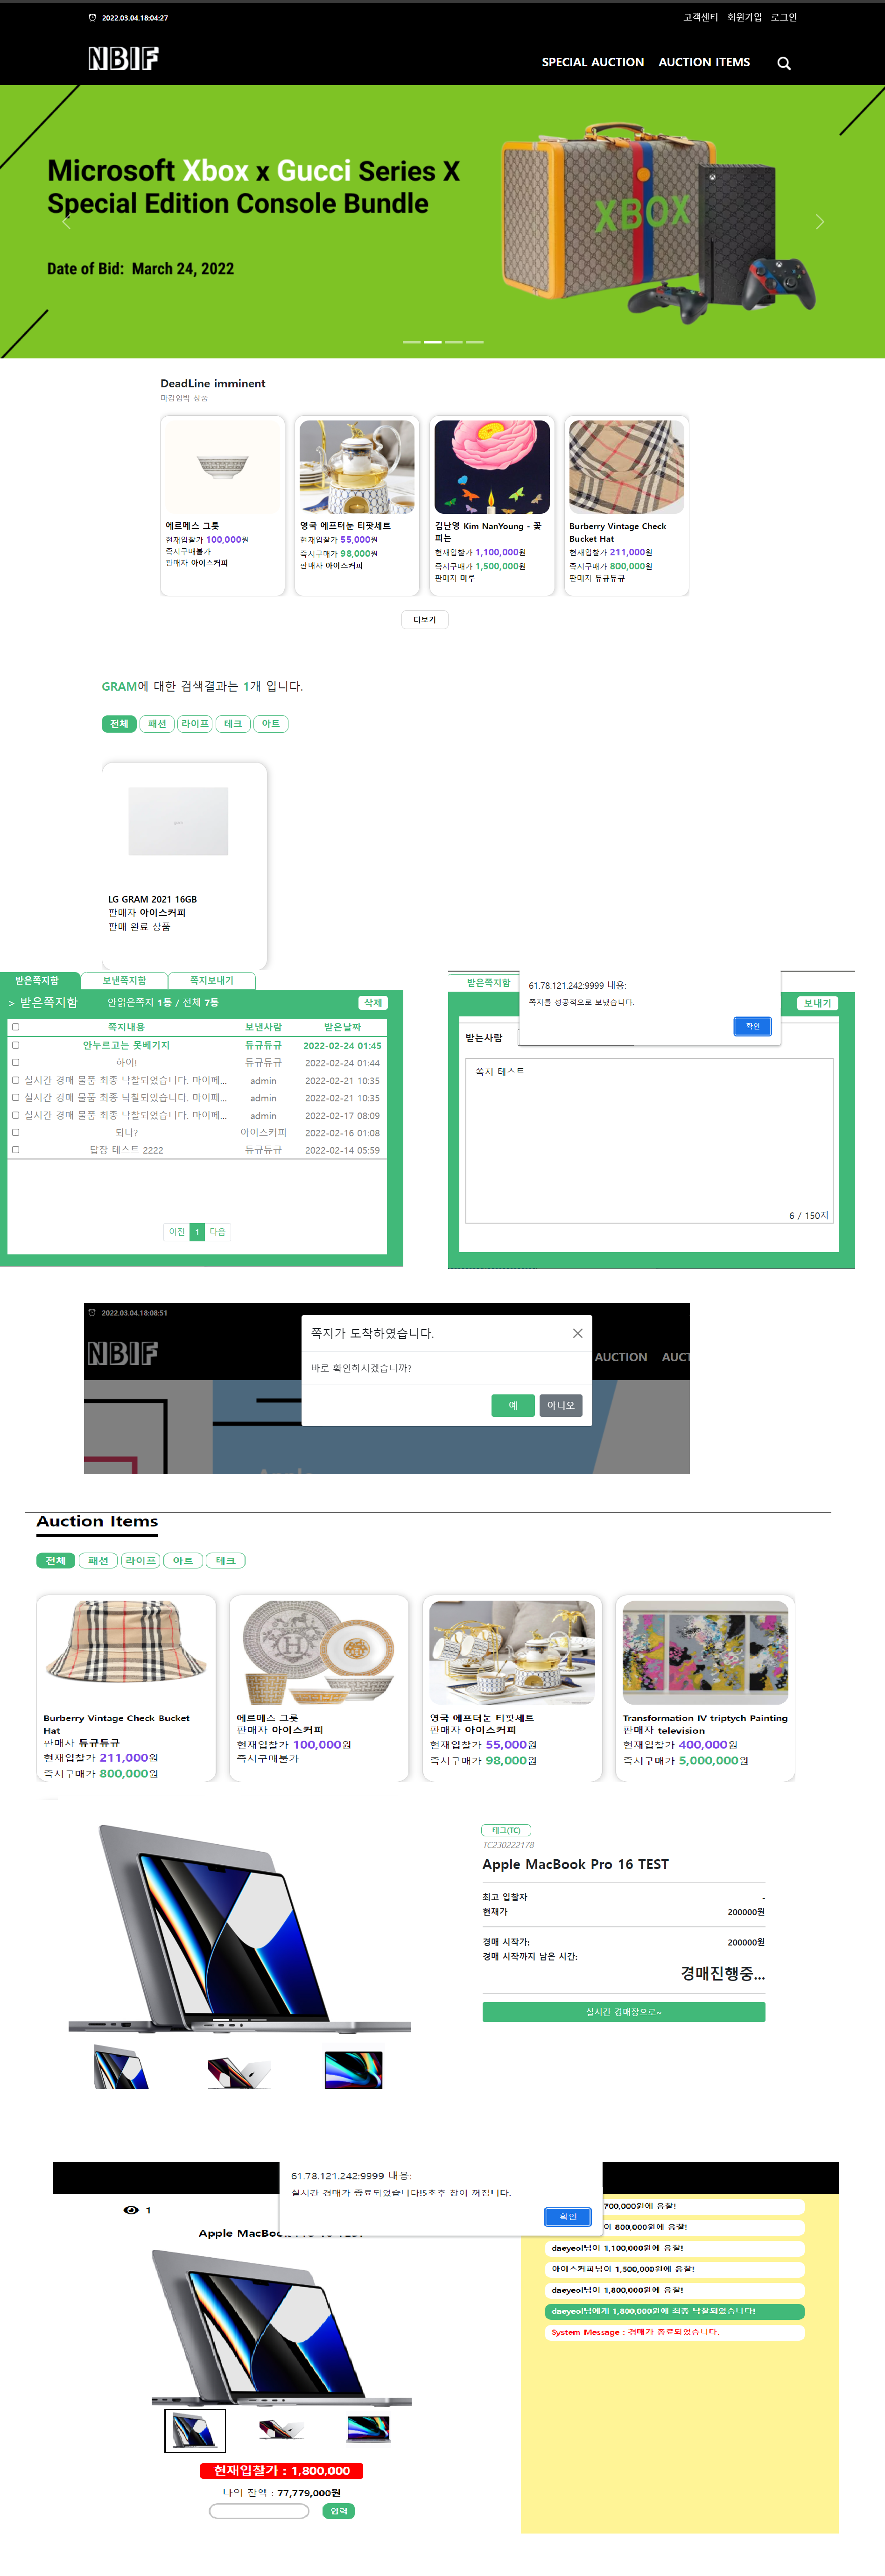 2022.03.04.18:04:27
고객센터 회원가입 로그인
NBIF
SPECIAL AUCTION AUCTION ITEMS
Microsoft Xbox x Gucci Series X
Special Edition Console Bundle
XBOX
Date of Bid: March 24, 2022
DeadLine imminent
마감임박 상품
에르메스 그릇
현재입찰가 100,000원
즉시구매불가
판매자 아이스커피
영국 에프터눈 티팟세트
현재입찰가 55,000원
즉시구매가 98,000원
판매자 아이스커피
김난영 Kim NanYoung - 꽃
피는
현재입찰가 1,100,000원
즉시구매가 1,500,000원
판매자 마루
Burberry Vintage Check
Bucket Hat
현재입찰가 211,000원
즉시구매가 800,000원
판매자 듀규듀규
더보기
GRAM에 대한 검색결과는 1개 입니다.
전체 패션 라이프 테크 아트
gram
LG GRAM 2021 16GB
판매자 아이스커피
판매 완료 상품
받은쪽지함 보낸쪽지함 쪽지보내기
> 받은쪽지함 안읽은쪽지 1통 / 전체 7통 삭제
쪽지내용 보낸사람 받은날짜
안누르고는 못베기지 듀규듀규 2022-02-24 01:45
하이! 듀규듀규 2022-02-24 01:44
실시간 경매 물품 최종 낙찰되었습니다. 마이페... admin 2022-02-21 10:35
실시간 경매 물품 최종 낙찰되었습니다. 마이페... admin 2022-02-21 10:35
실시간 경매 물품 최종 낙찰되었습니다. 마이페... admin 2022-02-17 08:09
되나? 아이스커피 2022-02-16 01:08
답장 테스트 2222 듀규듀규 2022-02-14 05:59
이전 1 다음
받은쪽지함
61.78.121.242:9999 내용:
쪽지를 성공적으로 보냈습니다.
확인
보내기
받는사람
쪽지 테스트
6 / 150자
2022.03.04.18:08:51
NBIF
AUCTION AUCT
쪽지가 도착하였습니다.
바로 확인하시겠습니까?
예 아니오
Apple
Auction Items
전체 패션 라이프 아트 테크
Burberry Vintage Check Bucket
Hat
판매자 듀규듀규
현재입찰가 211,000원
즉시구매가 800,000원
에르메스 그릇
판매자 아이스커피
현재입찰가 100,000원
즉시구매불가
영국 에프터눈 티팟세트
판매자 아이스커피
현재입찰가 55,000원
즉시구매가 98,000원
Transformation IV triptych Painting
판매자 television
현재입찰가 400,000원
즉시구매가 5,000,000원
테크(TC)
TC230222178
Apple MacBook Pro 16 TEST
최고 입찰자 -
현재가 200000원
경매 시작가: 200000원
경매 시작까지 남은 시간:
경매진행중...
실시간 경매장으로~
61.78.121.242:9999 내용:
실시간 경매가 종료되었습니다!5초후 창이 꺼집니다.
확인
1
Apple MacBook Pro 16 TEST
현재입찰가 : 1,800,000
나의 잔액 : 77,779,000원
입력
700,000원에 응찰!
이 800,000원에 응찰!
daeyeol님이 1,100,000원에 응찰!
아이스커피님이 1,500,000원에 응찰!
daeyeol님이 1,800,000원에 응찰!
daeyeol님에게 1,800,000원에 최종 낙찰되었습니다!
System Message : 경매가 종료되었습니다.